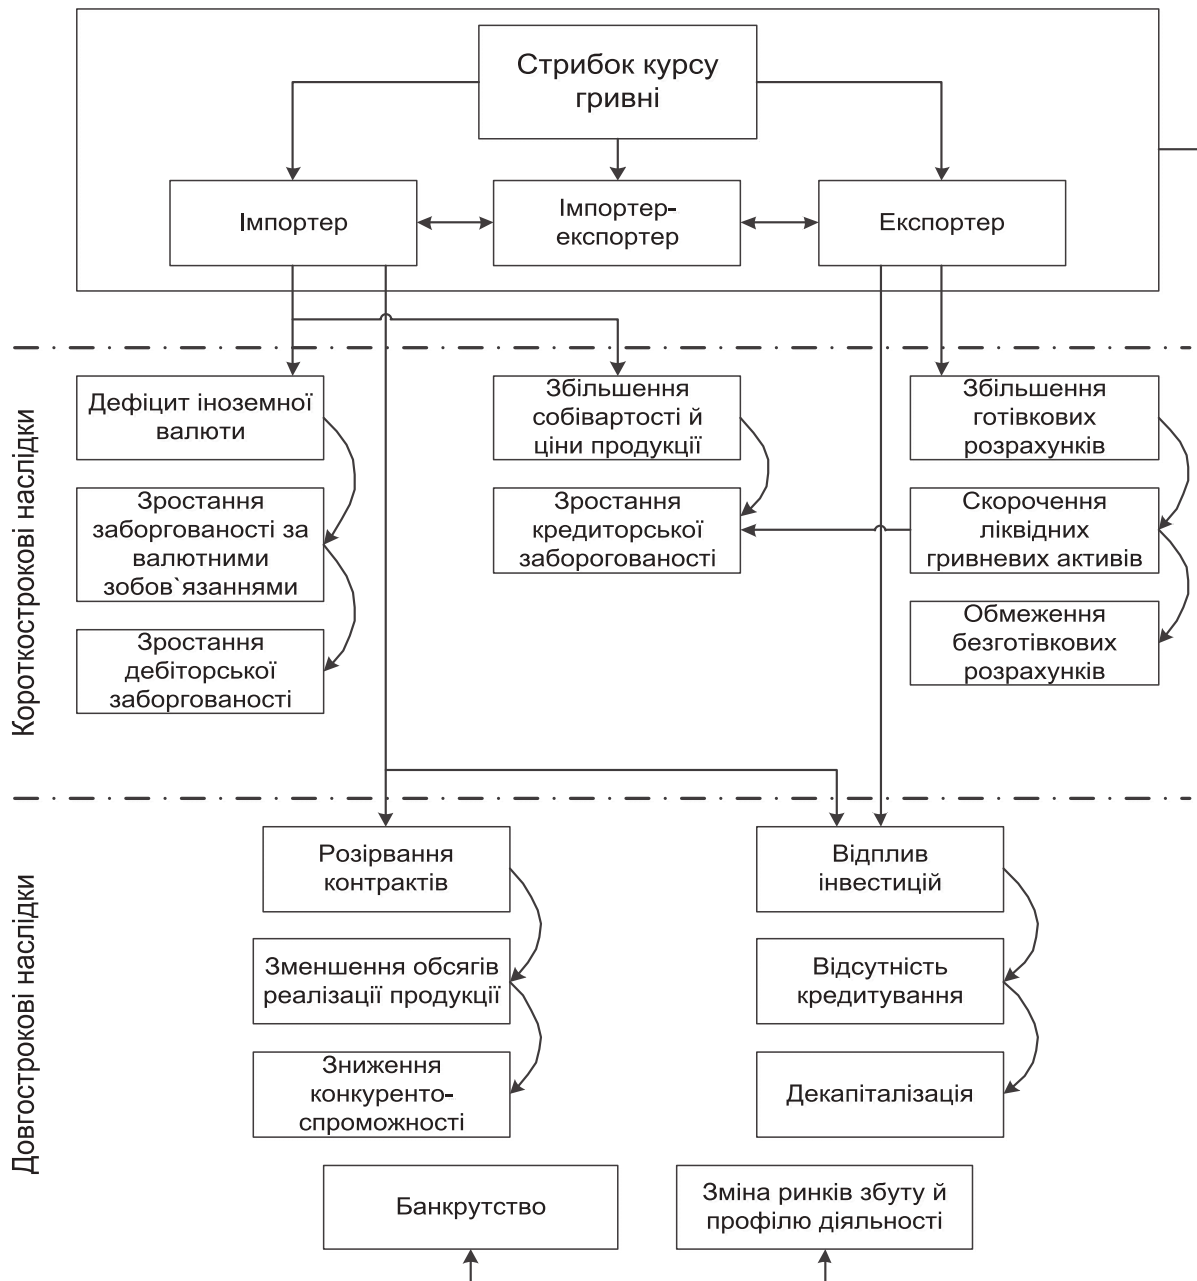 Стрибок курсу
гривні
Імпортер
Імпортер-
експортер
Експортер
Короткострокові наслідки
Дефіцит іноземної
валюти
Збільшення
собівартості й
ціни продукції
Збільшення
готівкових
розрахунків
Зростання
заборгованості за
валютними
зобов`язаннями
Зростання
кредиторської
заборогованості
Скорочення
ліквідних
гривневих активів
Зростання
дебіторської
заборгованості
Обмеження
безготівкових
розрахунків
Довгострокові наслідки
Розірвання
контрактів
Відплив
інвестицій
Зменшення обсягів
реалізації продукції
Відсутність
кредитування
Зниження
конкуренто-
спроможності
Декапіталізація
Банкрутство
Зміна ринків збуту й
профілю діяльності